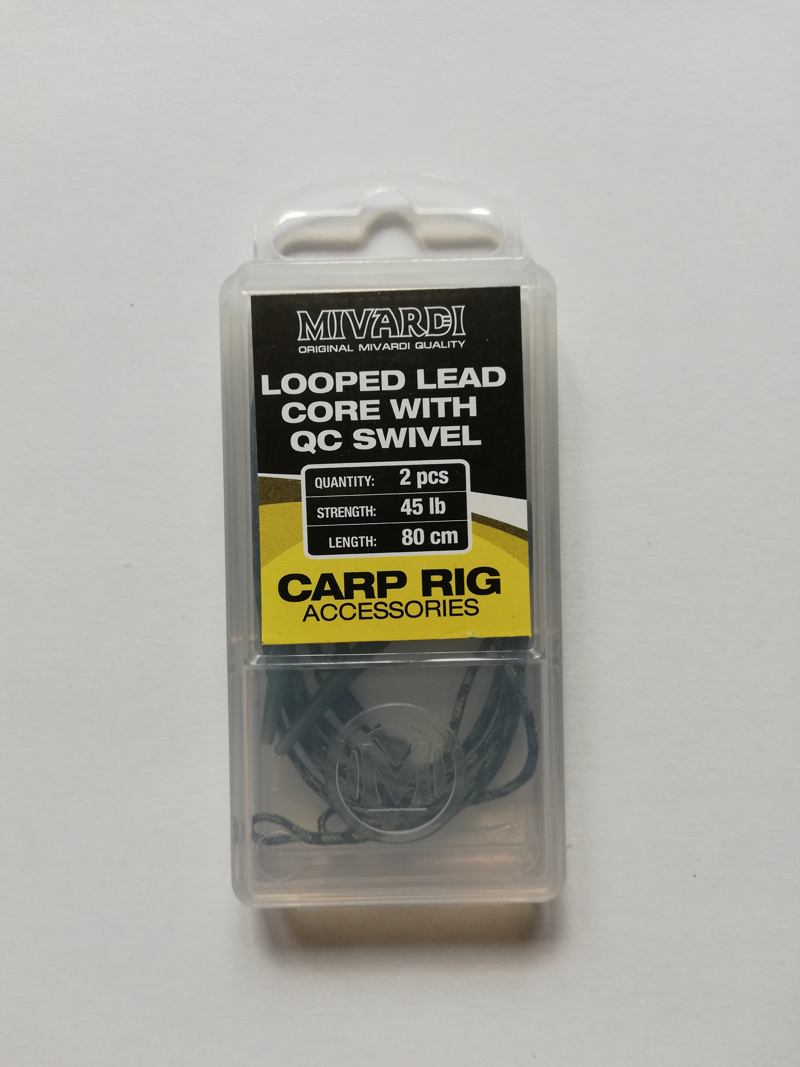 MIVARDI
ORIGINAL MIVARDI QUALITY
LOOPED LEAD
CORE WITH
QC SWIVEL
QUANTITY: 2 pcs
STRENGTH: 45 lb
LENGTH: 80 cm
CARP RIG
ACCESSORIES
M